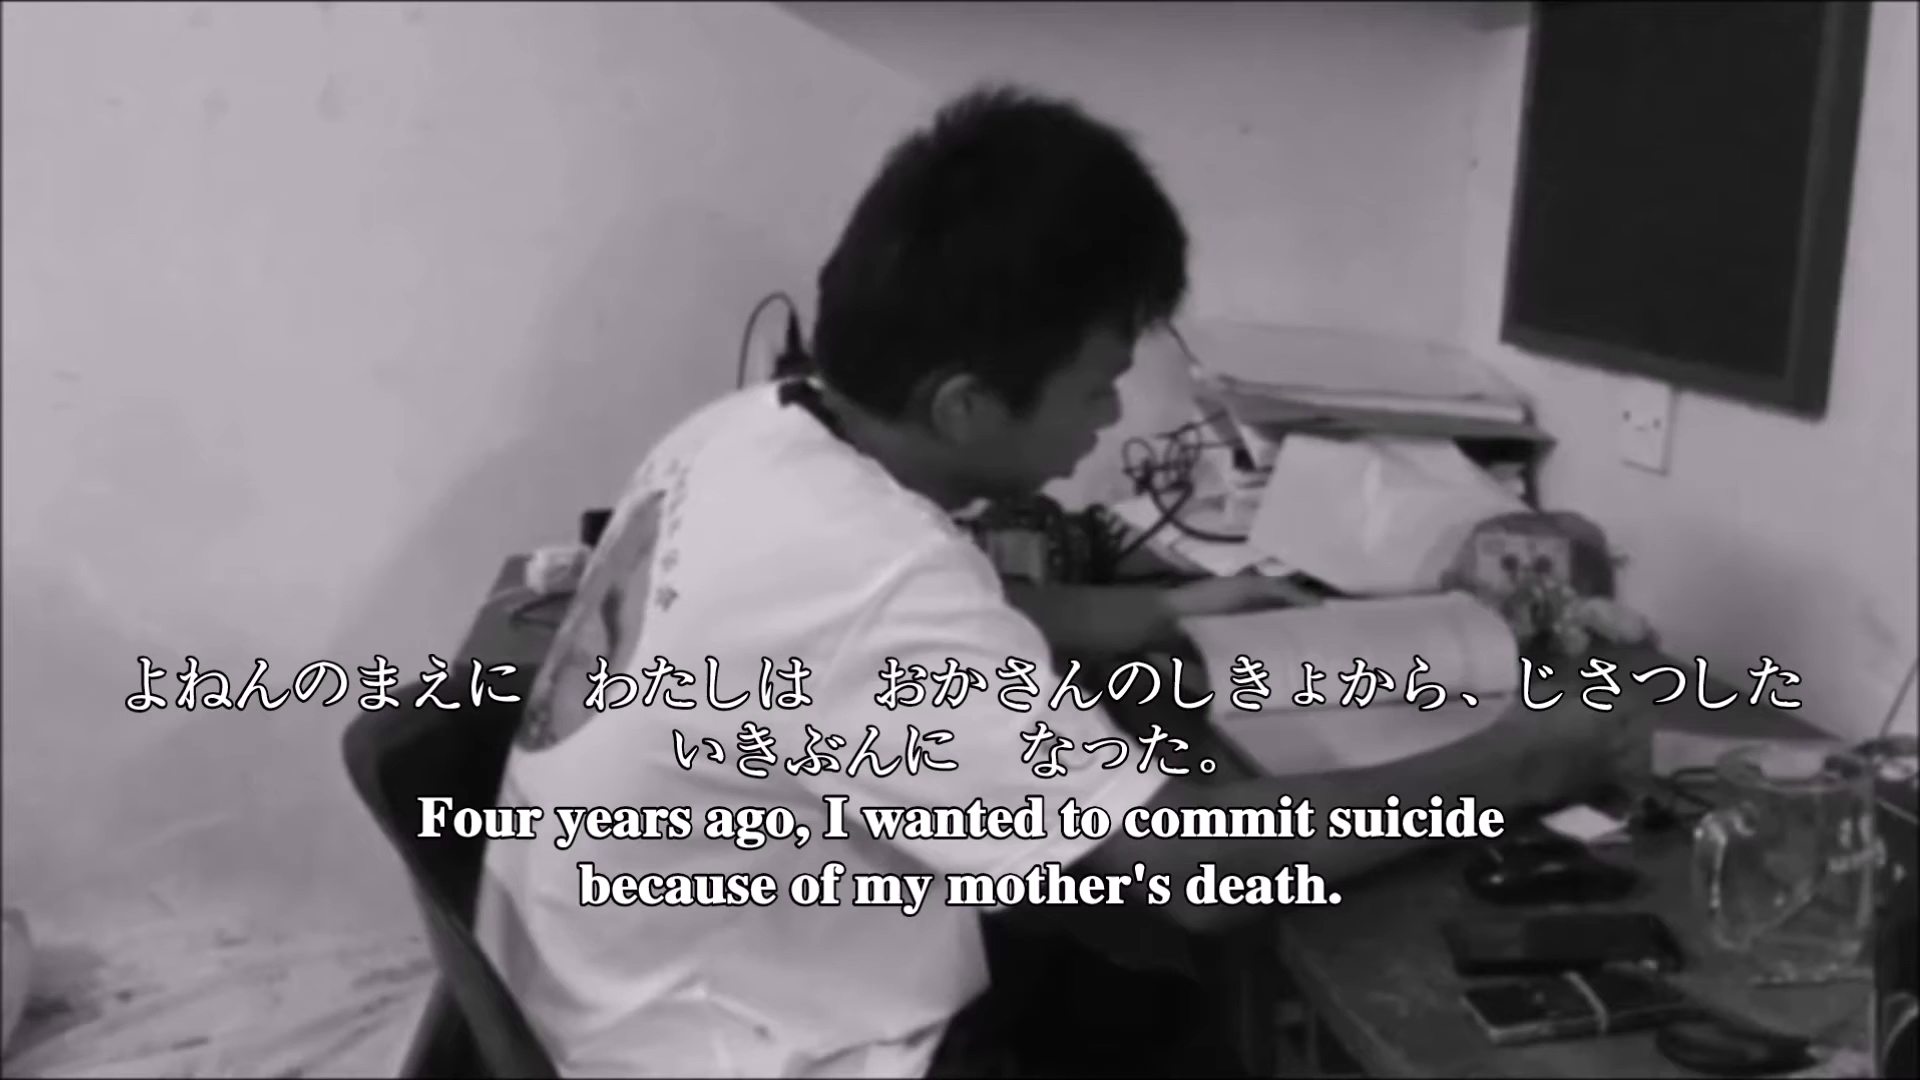 よねんのまえに　わたしは　おかさんのしきょから、じさつした
いきぶんに　なった。
Four years ago, I wanted to commit suicide
because of my mother's death.